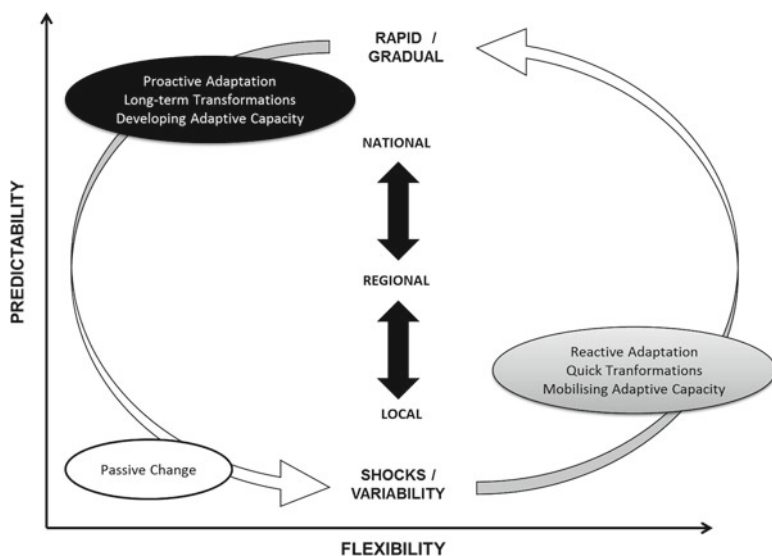 RAPID /
GRADUAL
Proactive Adaptation
Long-term Transformations
Developing Adaptive Capacity
NATIONAL
PREDICTABILITY
REGIONAL
Reactive Adaptation
Quick Tranformations
Mobilising Adaptive Capacity
LOCAL
Passive Change
SHOCKS /
VARIABILITY
FLEXIBILITY